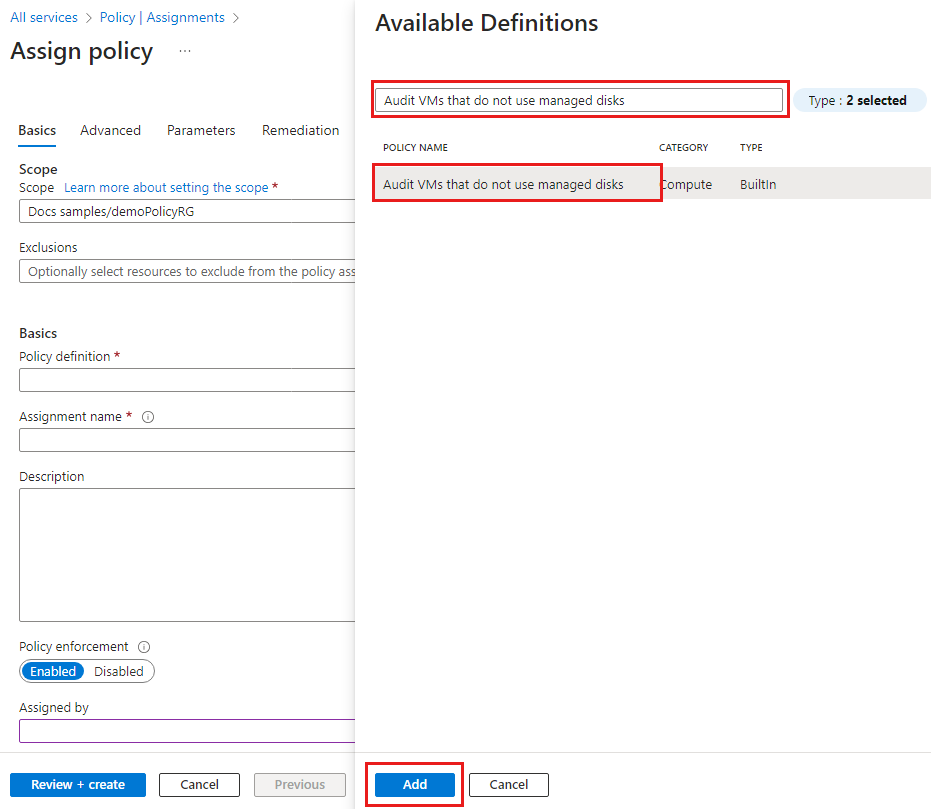 All services > Policy | Assignments >
Assign policy ...
Basics Advanced Parameters Remediation
Scope
Scope Learn more about setting the scope *
Docs samples/demoPolicyRG
Exclusions
Optionally select resources to exclude from the policy ass
Basics
Policy definition *
Assignment name *
Description
Policy enforcement
Enabled Disabled
Assigned by
Review + create Cancel Previous
Available Definitions
Audit VMs that do not use managed disks Type : 2 selected
POLICY NAME CATEGORY TYPE
Audit VMs that do not use managed disks Compute BuiltIn
Add Cancel